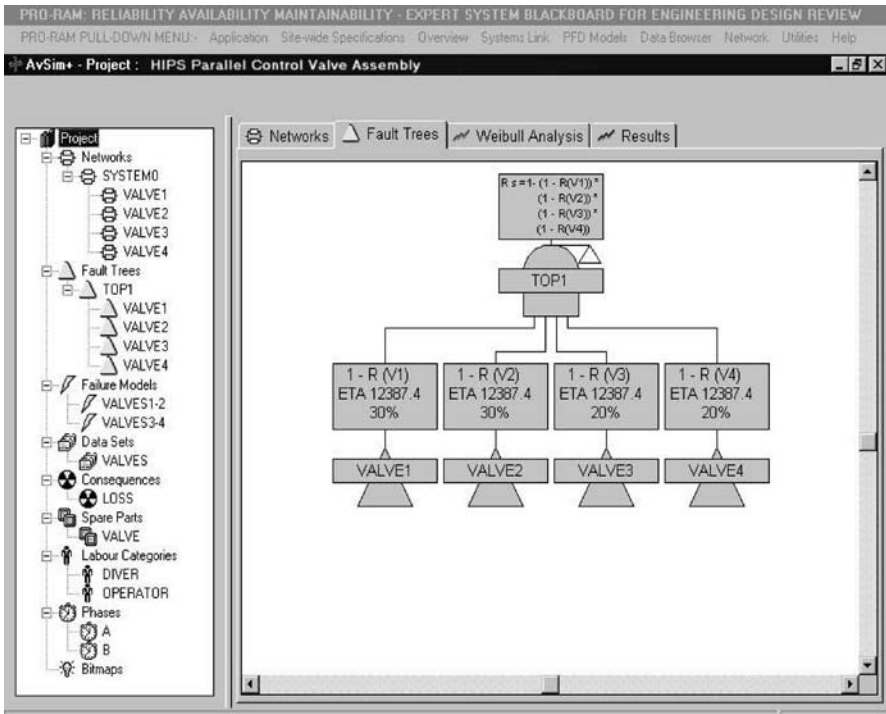 PRO-RAM: RELIABILITY AVAILABILITY MAINTAINABILITY - EXPERT SYSTEM BLACKBOARD FOR ENGINEERING DESIGN REVIEW
PRO-RAM PULL-DOWN MENU:- Application Site-wide Specifications Overview Systems Link PFD Models Data Browser Network Utilities Help
AvSim+ - Project : HIPS Parallel Control Valve Assembly
Project
Networks
SYSTEM0
VALVE1
VALVE2
VALVE3
VALVE4
Fault Trees
TOP1
VALVE1
VALVE2
VALVE3
VALVE4
Failure Models
VALVES1-2
VALVES3-4
Data Sets
VALVES
Consequences
LOSS
Spare Parts
VALVE
Labour Categories
DIVER
OPERATOR
Phases
A
B
Bitmaps
Networks Fault Trees Weibull Analysis Results
R s=1- (1 - R(V1)) *
(1 - R(V2)) *
(1 - R(V3)) *
(1 - R(V4))
TOP1
1 - R (V1)
ETA 12387.4
30%
1 - R (V2)
ETA 12387.4
30%
1 - R (V3)
ETA 12387.4
20%
1 - R (V4)
ETA 12387.4
20%
VALVE1 VALVE2 VALVE3 VALVE4